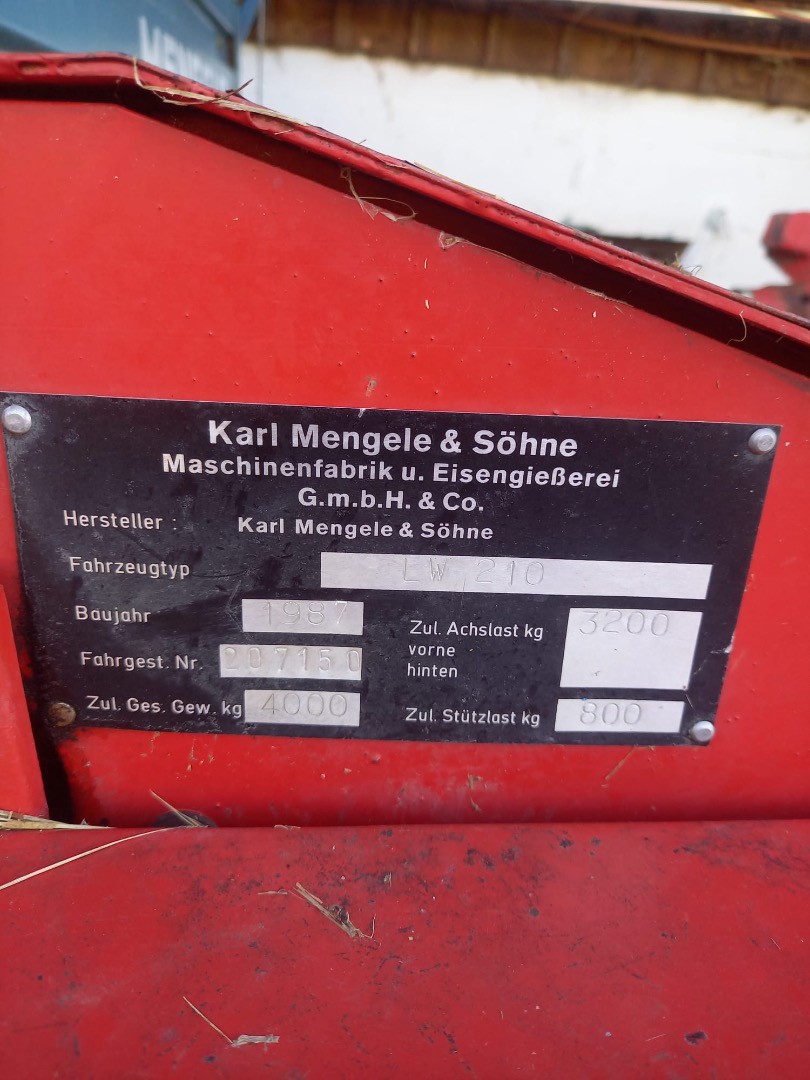 Karl Mengele & Söhne
Maschinenfabrik u. Eisengießerei
G.m.b.H. & Co.
Hersteller : Karl Mengele & Söhne
Fahrzeugtyp LW 210
Baujahr 1987
Fahrgest. Nr. 207150
Zul. Ges. Gew. kg 4000
Zul. Achslast kg 3200
vorne
hinten
Zul. Stützlast kg 800